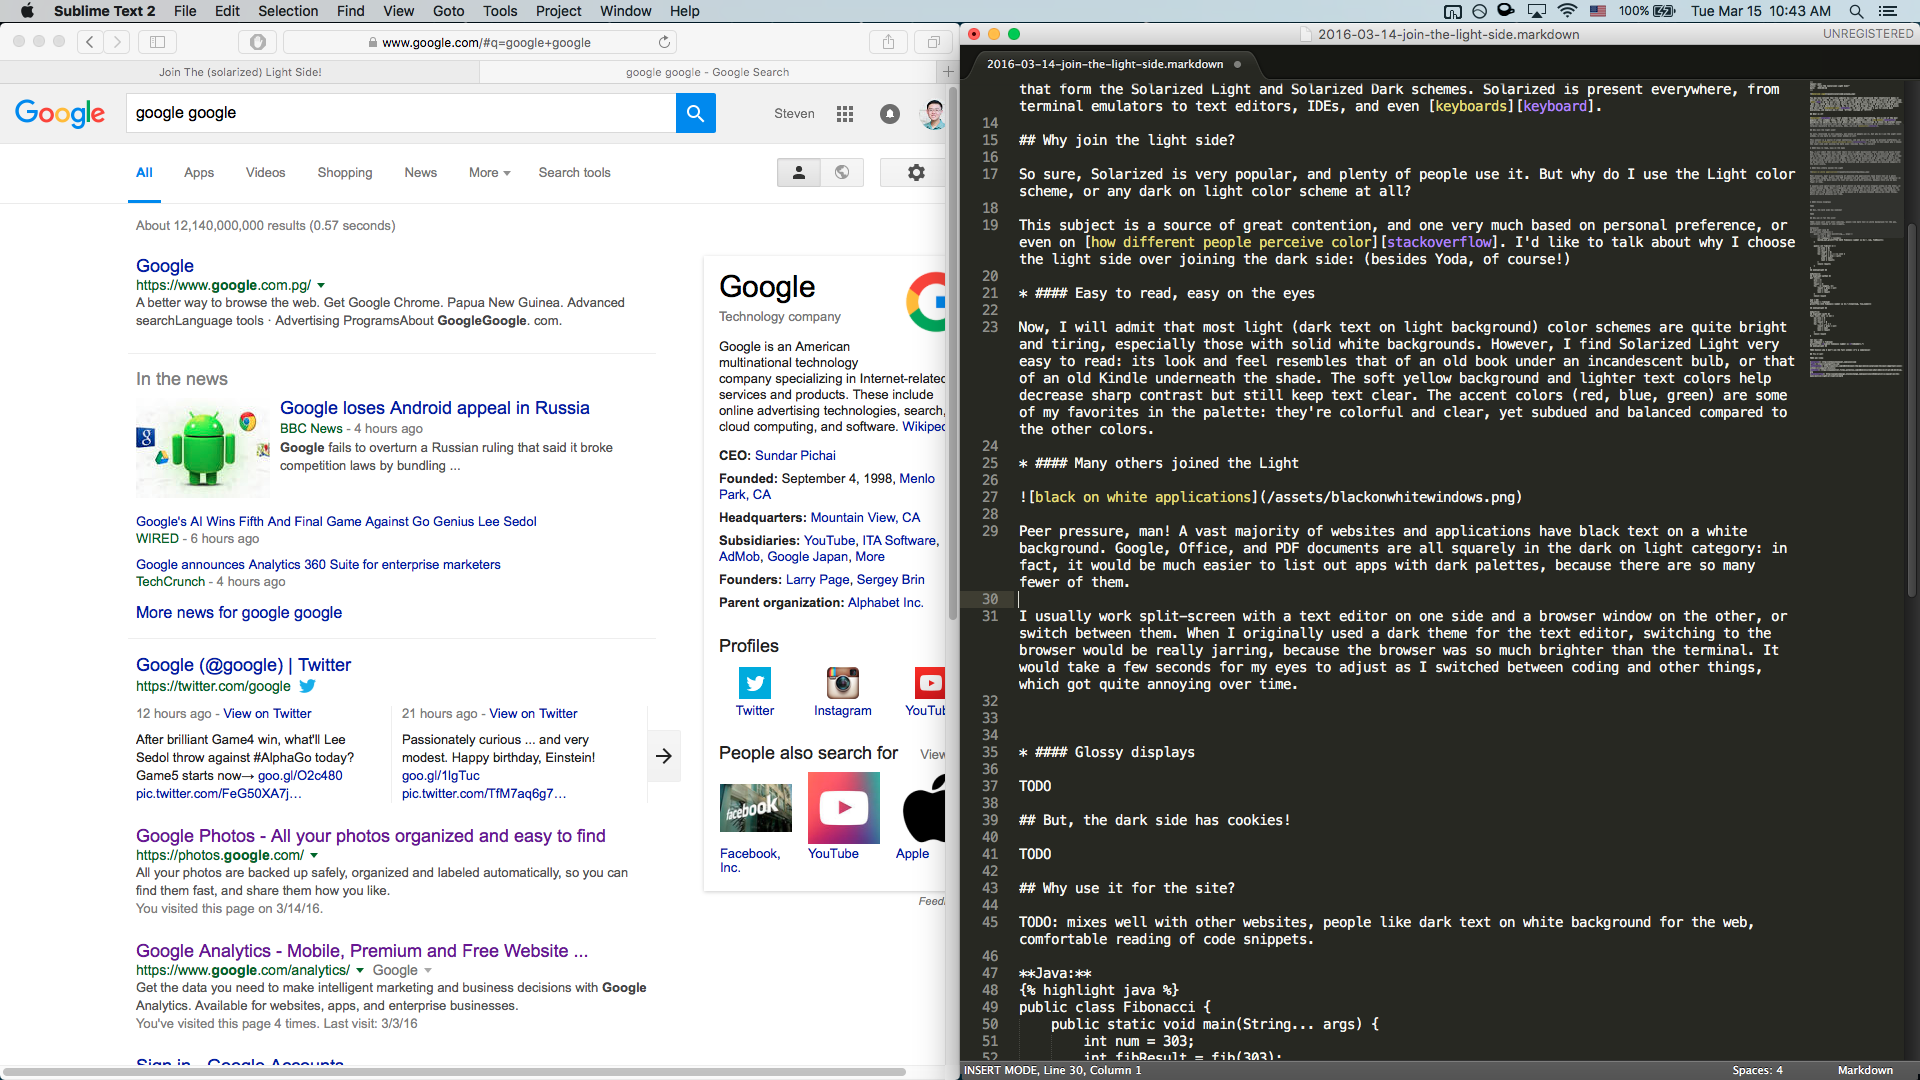 Sublime Text 2 File Edit Selection Find View Goto Tools Project Window Help
100% Tue Mar 15 10:43 AM
www.google.com/#q=google+google
Join The (solarized) Light Side!
google google - Google Search
Google
google google
Steven
All Apps Videos Shopping News More Search tools
About 12,140,000,000 results (0.57 seconds)
Google
https://www.google.com.pg/
A better way to browse the web. Get Google Chrome. Papua New Guinea. Advanced
searchLanguage tools · Advertising ProgramsAbout GoogleGoogle. com.
In the news
Google loses Android appeal in Russia
BBC News - 4 hours ago
Google fails to overturn a Russian ruling that said it broke
competition laws by bundling ...
Google's AI Wins Fifth And Final Game Against Go Genius Lee Sedol
WIRED - 6 hours ago
Google announces Analytics 360 Suite for enterprise marketers
TechCrunch - 4 hours ago
More news for google google
Google (@google) | Twitter
https://twitter.com/google
12 hours ago - View on Twitter
After brilliant Game4 win, what'll Lee
Sedol throw against #AlphaGo today?
Game5 starts now→ goo.gl/O2c480
pic.twitter.com/FeG50XA7j…
21 hours ago - View on Twitter
Passionately curious ... and very
modest. Happy birthday, Einstein!
goo.gl/1lgTuc
pic.twitter.com/TfM7aq6g7…
Google Photos - All your photos organized and easy to find
https://photos.google.com/
All your photos are backed up safely, organized and labeled automatically, so you can
find them fast, and share them how you like.
You visited this page on 3/14/16.
Google Analytics - Mobile, Premium and Free Website ...
https://www.google.com/analytics/ Google
Get the data you need to make intelligent marketing and business decisions with Google
Analytics. Available for websites, apps, and enterprise businesses.
You've visited this page 4 times. Last visit: 3/3/16
Sign in - Google Accounts
Google
Technology company
Google is an American
multinational technology
company specializing in Internet-related
services and products. These include
online advertising technologies, search,
cloud computing, and software. Wikiped
CEO: Sundar Pichai
Founded: September 4, 1998, Menlo
Park, CA
Headquarters: Mountain View, CA
Subsidiaries: YouTube, ITA Software,
AdMob, Google Japan, More
Founders: Larry Page, Sergey Brin
Parent organization: Alphabet Inc.
Profiles
Twitter Instagram YouTub
People also search for View
facebook
Facebook,
Inc.
YouTube
Apple
Feed
2016-03-14-join-the-light-side.markdown
UNREGISTERED
2016-03-14-join-the-light-side.markdown
that form the Solarized Light and Solarized Dark schemes. Solarized is present everywhere, from
terminal emulators to text editors, IDEs, and even [keyboards][keyboard].
14
15 ## Why join the light side?
16
17 So sure, Solarized is very popular, and plenty of people use it. But why do I use the Light color
scheme, or any dark on light color scheme at all?
18
19 This subject is a source of great contention, and one very much based on personal preference, or
even on [how different people perceive color][stackoverflow]. I'd like to talk about why I choose
the light side over joining the dark side: (besides Yoda, of course!)
20
21 * #### Easy to read, easy on the eyes
22
23 Now, I will admit that most light (dark text on light background) color schemes are quite bright
and tiring, especially those with solid white backgrounds. However, I find Solarized Light very
easy to read: its look and feel resembles that of an old book under an incandescent bulb, or that
of an old Kindle underneath the shade. The soft yellow background and lighter text colors help
decrease sharp contrast but still keep text clear. The accent colors (red, blue, green) are some
of my favorites in the palette: they're colorful and clear, yet subdued and balanced compared to
the other colors.
24
25 * #### Many others joined the Light
26
27 ![black on white applications](/assets/blackonwhitewindows.png)
28
29 Peer pressure, man! A vast majority of websites and applications have black text on a white
background. Google, Office, and PDF documents are all squarely in the dark on light category: in
fact, it would be much easier to list out apps with dark palettes, because there are so many
fewer of them.
30
31 I usually work split-screen with a text editor on one side and a browser window on the other, or
switch between them. When I originally used a dark theme for the text editor, switching to the
browser would be really jarring, because the browser was so much brighter than the terminal. It
would take a few seconds for my eyes to adjust as I switched between coding and other things,
which got quite annoying over time.
32
33
34
35 * #### Glossy displays
36
37 TODO
38
39 ## But, the dark side has cookies!
40
41 TODO
42
43 ## Why use it for the site?
44
45 TODO: mixes well with other websites, people like dark text on white background for the web,
comfortable reading of code snippets.
46
47 **Java:**
48 {% highlight java %}
49 public class Fibonacci {
50 public static void main(String... args) {
51 int num = 303;
52 int fibResult = fib(303);
INSERT MODE, Line 30, Column 1
Spaces: 4
Markdown